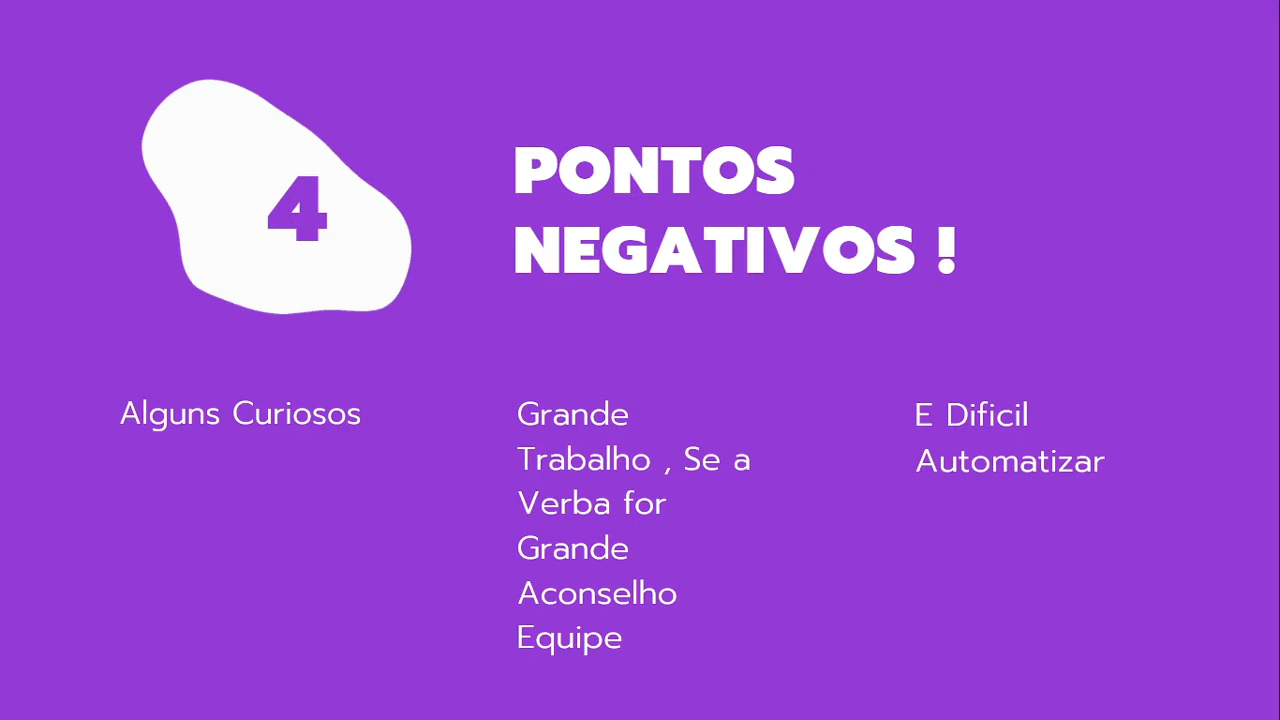 4
PONTOS
NEGATIVOS !
Alguns Curiosos
Grande
Trabalho , Se a
Verba for
Grande
Aconselho
Equipe
E Dificil
Automatizar